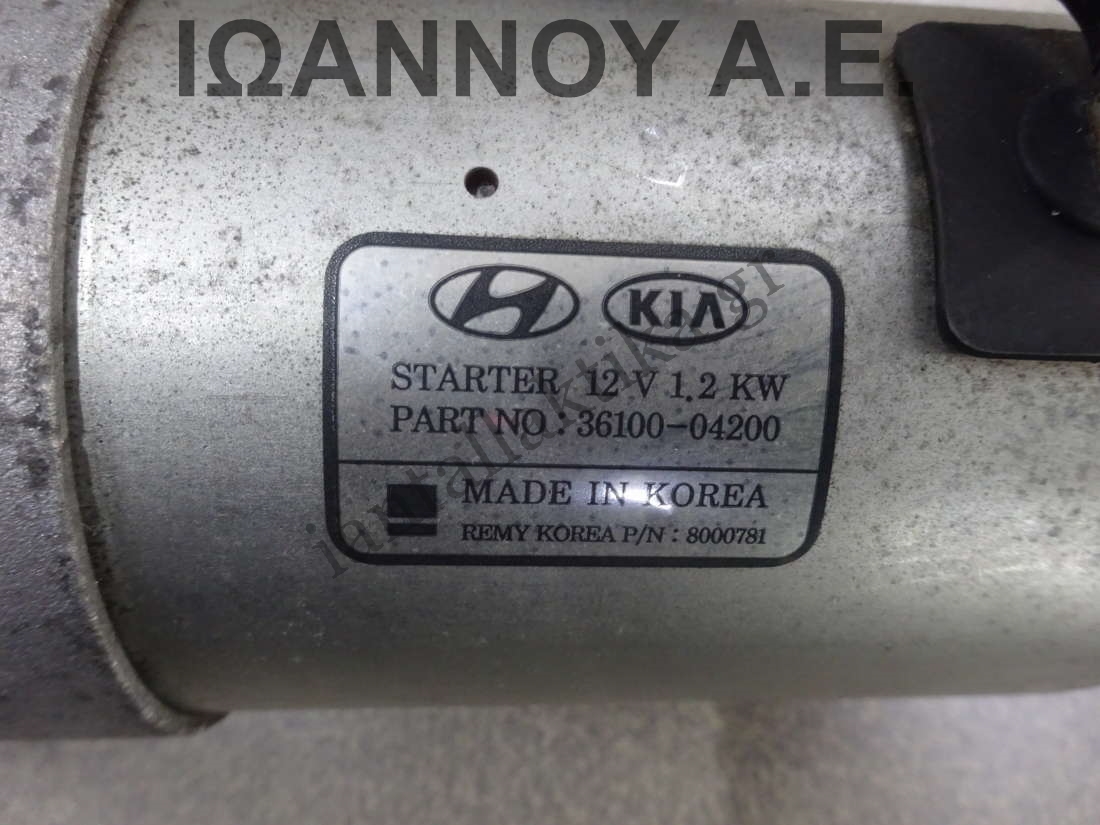 ΙΩΑΝΝΟΥ Α.Ε.
KIA
STARTER 12 V 1.2 KW
PART NO : 36100-04200
MADE IN KOREA
REMY KOREA P/N : 8000781